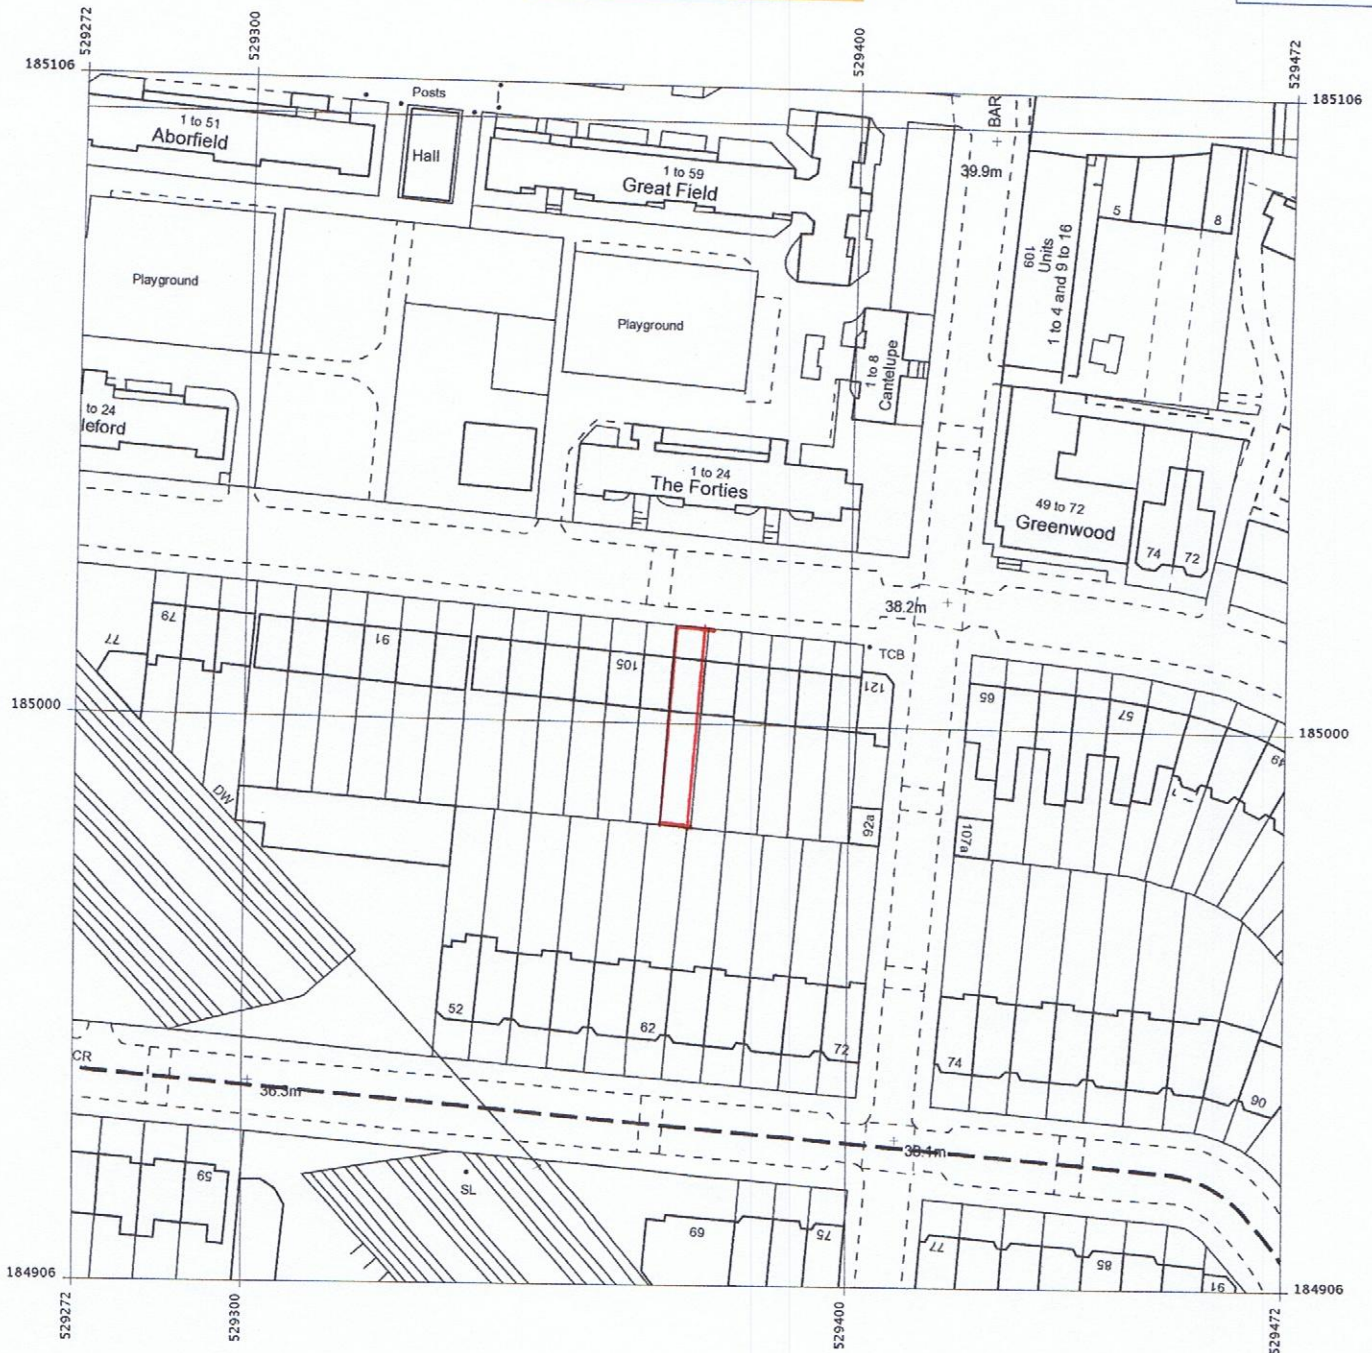 529272
529300
529400
529472
185106
185106
Posts
BAR
1 to 51
Aborfield
Hall
1 to 59
Great Field
39.9m
5
8
109
Units
1 to 4 and 9 to 16
Playground
Playground
1 to 8
Cantelupe
to 24
leford
1 to 24
The Forties
49 to 72
Greenwood
74
72
38.2m
TCB
77
79
91
105
121
65
57
49
185000
185000
DW
92a
107a
52
62
72
74
90
CR
36.3m
38.1m
59
SL
69
75
77
85
91
184906
184906
529272
529300
529400
529472